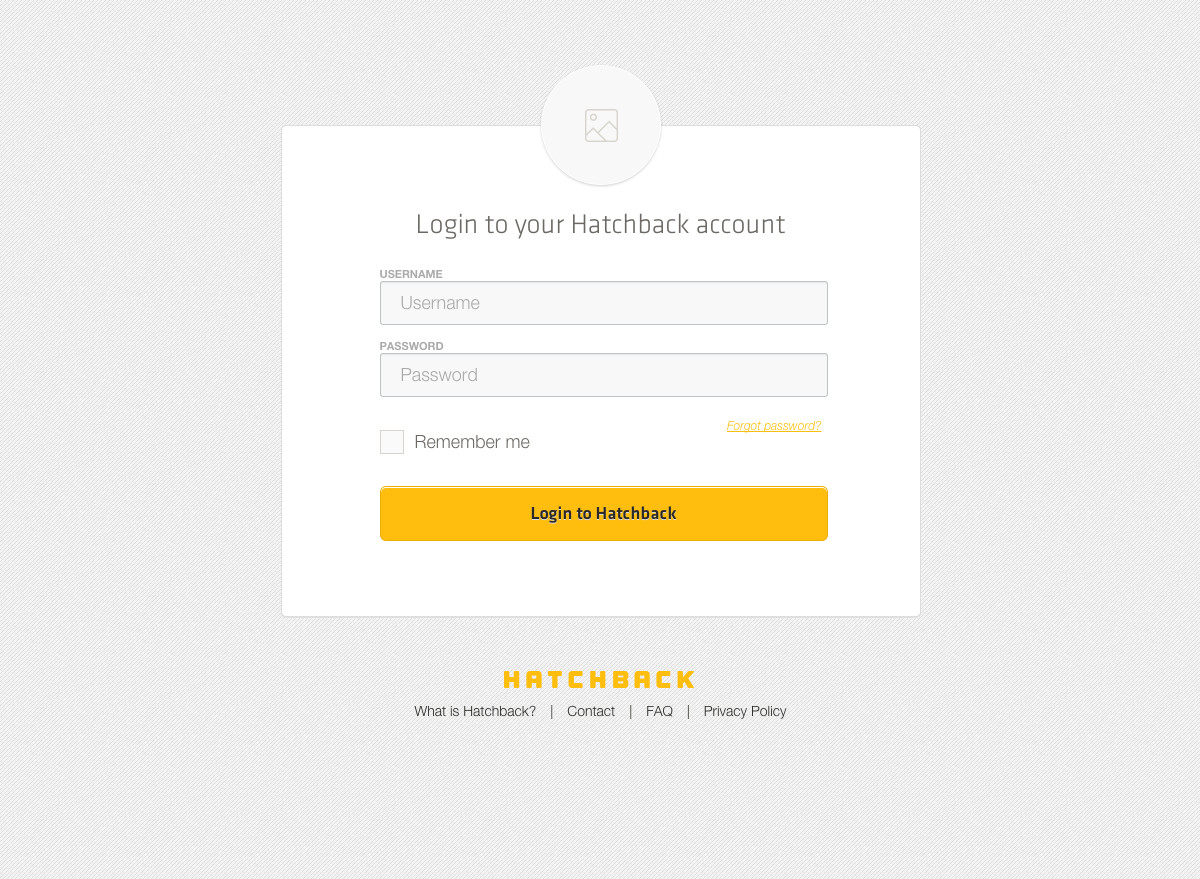 Login to your Hatchback account
USERNAME
Username
PASSWORD
Password
Forgot password?
Remember me
Login to Hatchback
HATCHBACK
What is Hatchback? | Contact | FAQ | Privacy Policy